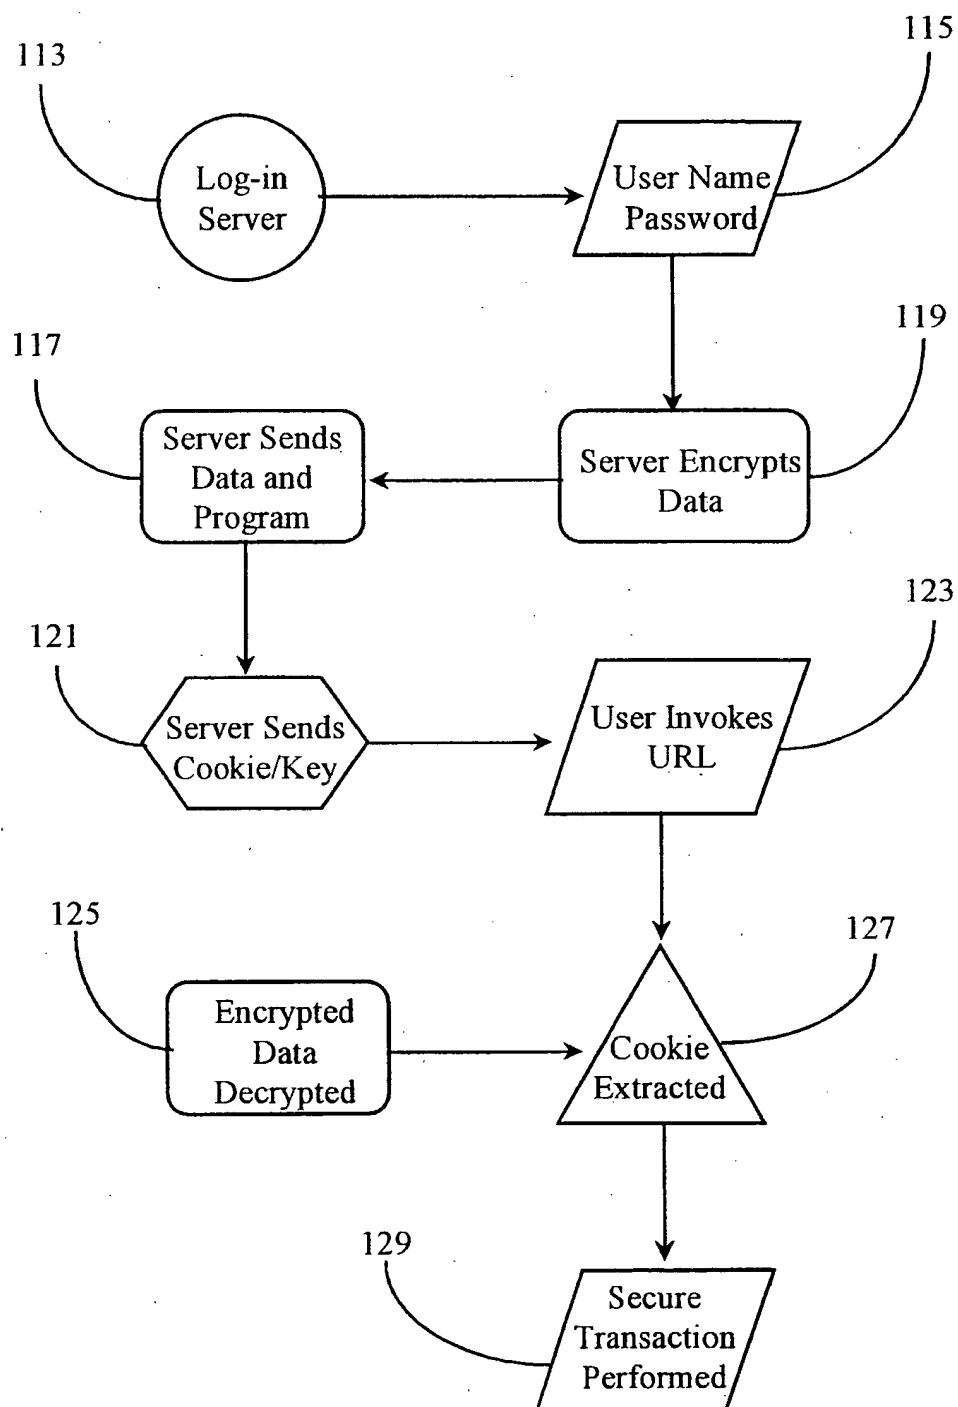 113
115
Log-in
Server
User Name
Password
117
119
Server Sends
Data and
Program
Server Encrypts
Data
121
123
Server Sends
Cookie/Key
User Invokes
URL
125
127
Encrypted
Data
Decrypted
Cookie
Extracted
129
Secure
Transaction
Performed